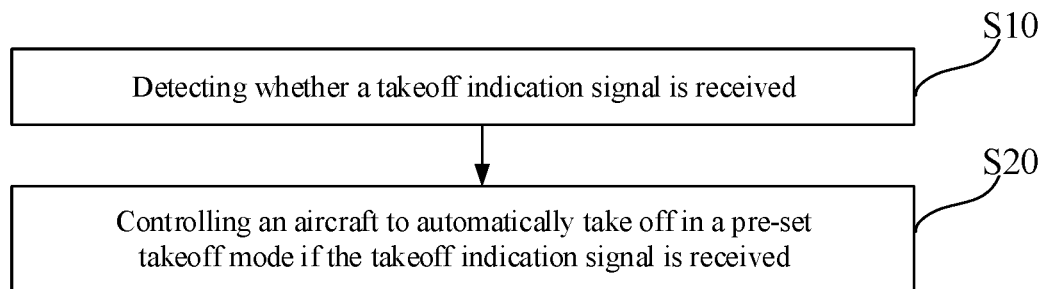 S10
Detecting whether a takeoff indication signal is received
S20
Controlling an aircraft to automatically take off in a pre-set
takeoff mode if the takeoff indication signal is received